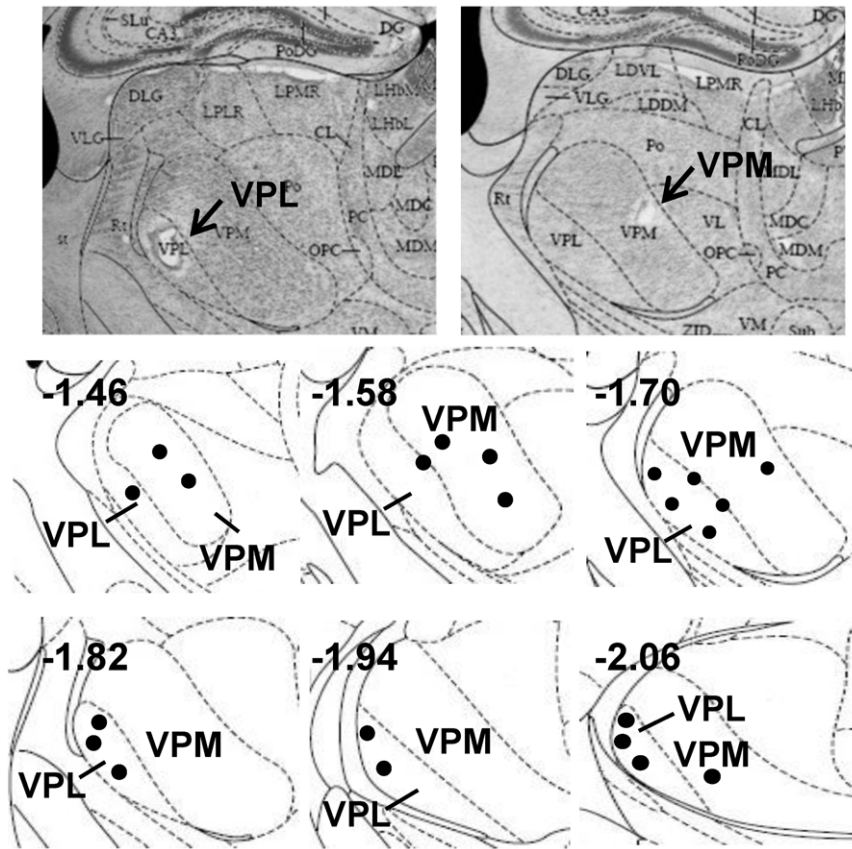 SLu
CA3
DG
PoDG
DLG
LPLR
LPMR
LHbM
VLG
CL
LHbL
VPL
Po
MDL
Rt
PC
MDC
st
VPL
VPM
OPC
MDM
VM
CA3
DG
PoDG
DLG
LDVL
LPMR
VLG
LDDM
LHb
CL
Po
VPM
MDL
Rt
VPL
VPM
VL
MDC
OPC
MDM
PC
ZID
VM
Sub
-1.46
VPL
VPM
-1.58
VPM
VPL
-1.70
VPM
VPL
-1.82
VPM
VPL
-1.94
VPM
VPL
-2.06
VPL
VPM